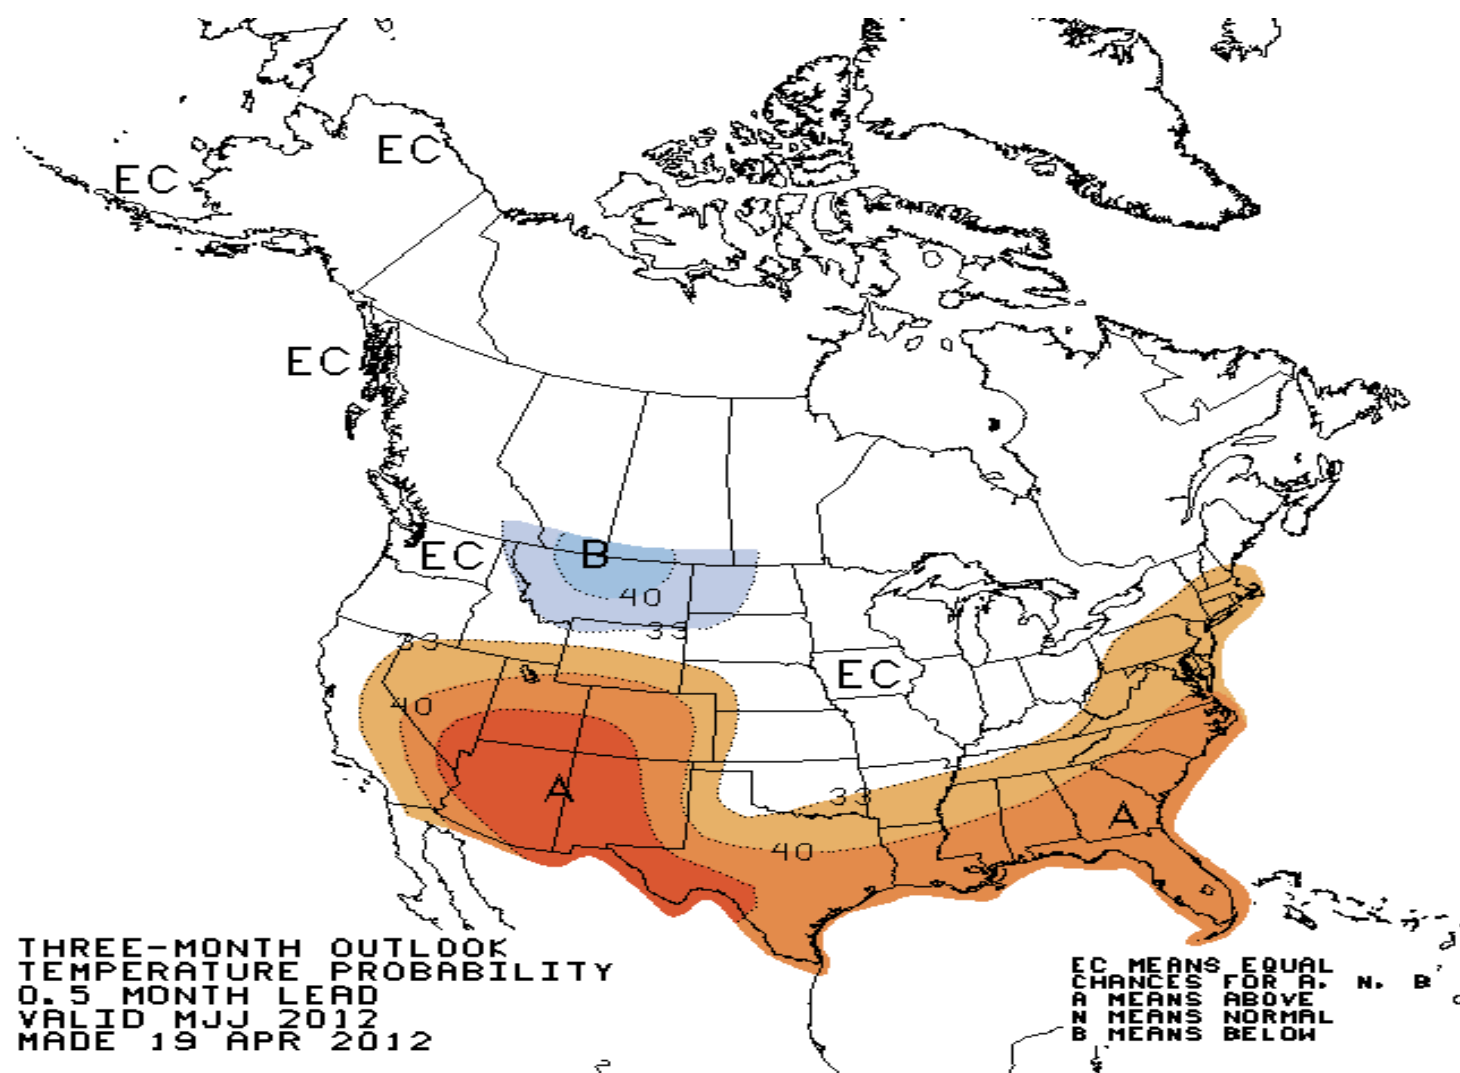 EC
EC
EC
EC
B
40
33
33
EC
40
A
33
A
40
THREE-MONTH OUTLOOK
TEMPERATURE PROBABILITY
0.5 MONTH LEAD
VALID MJJ 2012
MADE 19 APR 2012
EC MEANS EQUAL
CHANCES FOR A, N, B
A MEANS ABOVE
N MEANS NORMAL
B MEANS BELOW